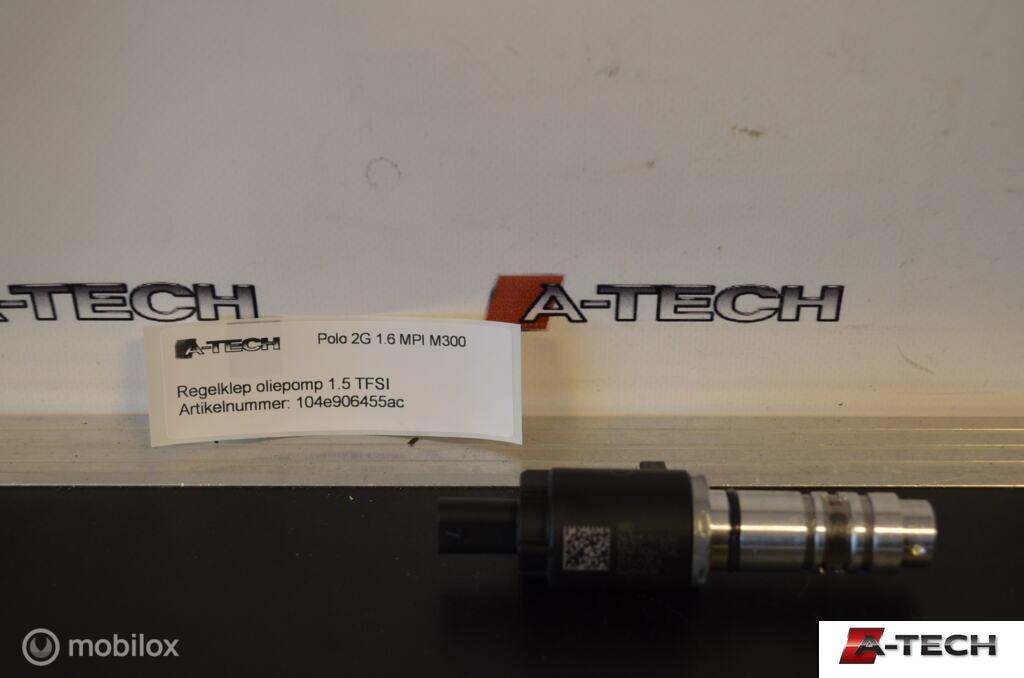 A-TECH
A-TECH
A-TECH
Polo 2G 1.6 MPI M300
Regelklep oliepomp 1.5 TFSI
Artikelnummer: 104e906455ac
mobilox
A-TECH